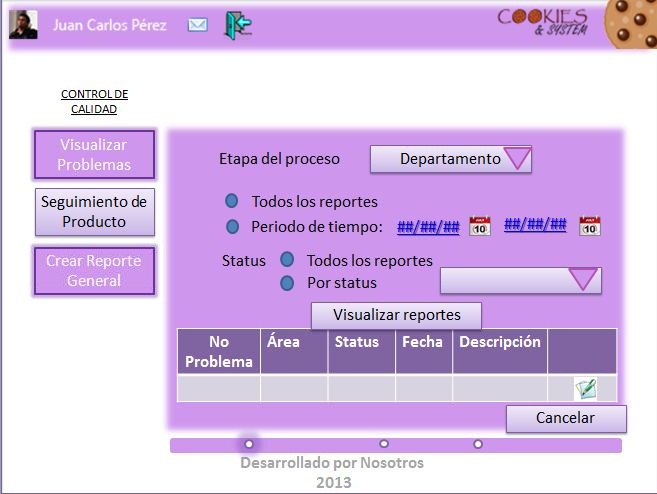 Juan Carlos Pérez
COOKIES
& SYSTEM
CONTROL DE
CALIDAD
Visualizar
Problemas
Seguimiento de
Producto
Crear Reporte
General
Etapa del proceso
Departamento
Todos los reportes
Periodo de tiempo: ##/##/## 10 ##/##/## 10
Status Todos los reportes
Por status
Visualizar reportes
No Problema Área Status Fecha Descripción
Cancelar
Desarrollado por Nosotros
2013